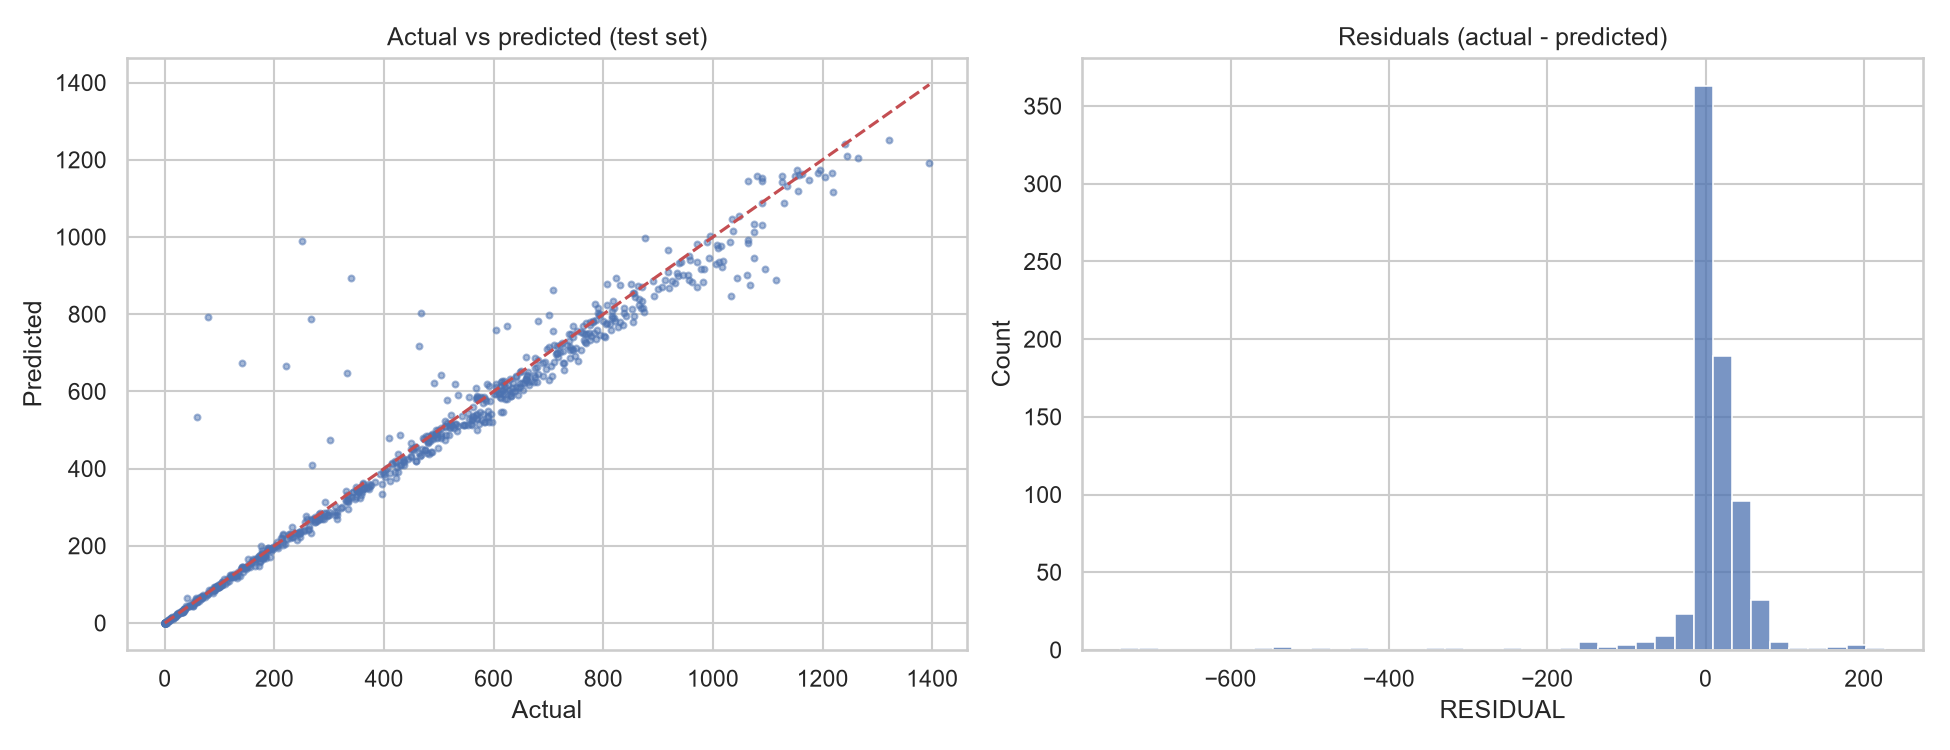 Actual vs predicted (test set)
1400
1200
1000
800
600
400
200
0
Predicted
0 200 400 600 800 1000 1200 1400
Actual
Residuals (actual - predicted)
350
300
250
200
150
100
50
0
Count
−600 −400 −200 0 200
RESIDUAL